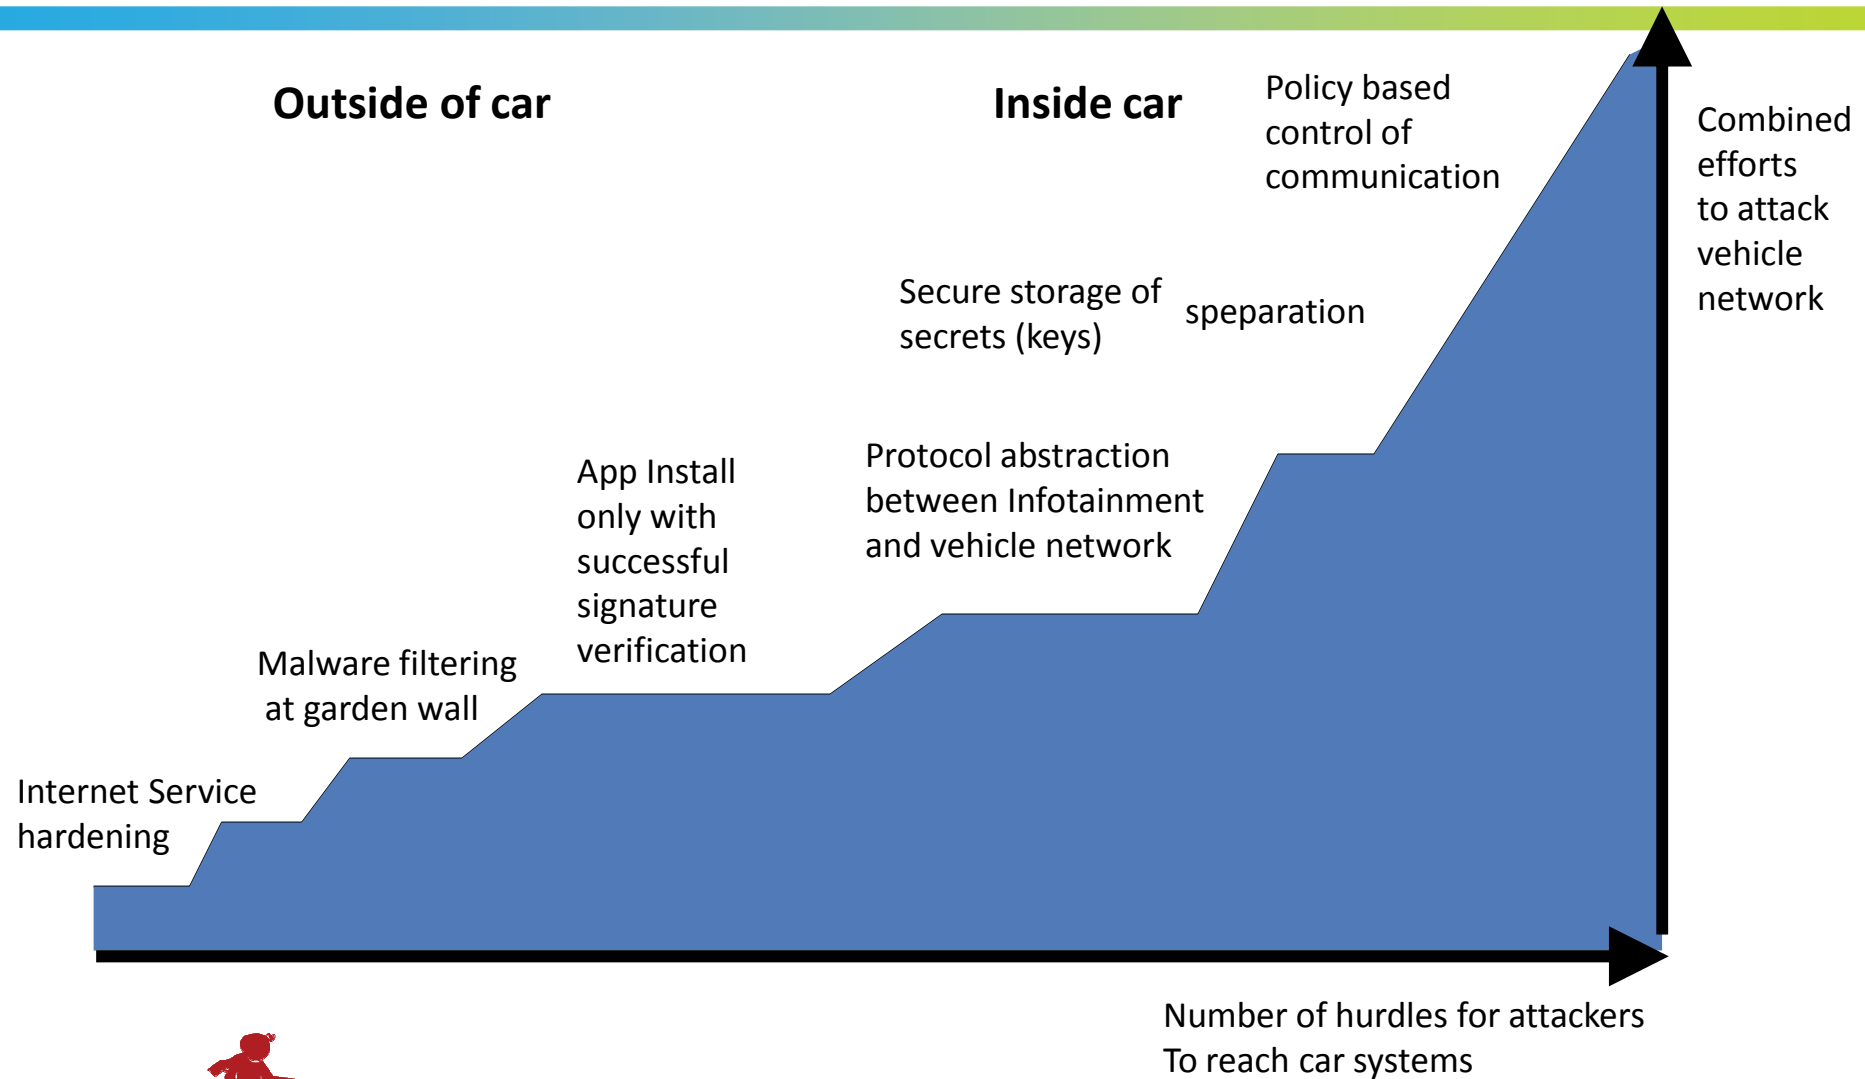 Outside of car
Inside car
Policy based
control of
communication
Combined
efforts
to attack
vehicle
network
Secure storage of
secrets (keys)
speparation
App Install
only with
successful
signature
verification
Protocol abstraction
between Infotainment
and vehicle network
Malware filtering
at garden wall
Internet Service
hardening
Number of hurdles for attackers
To reach car systems